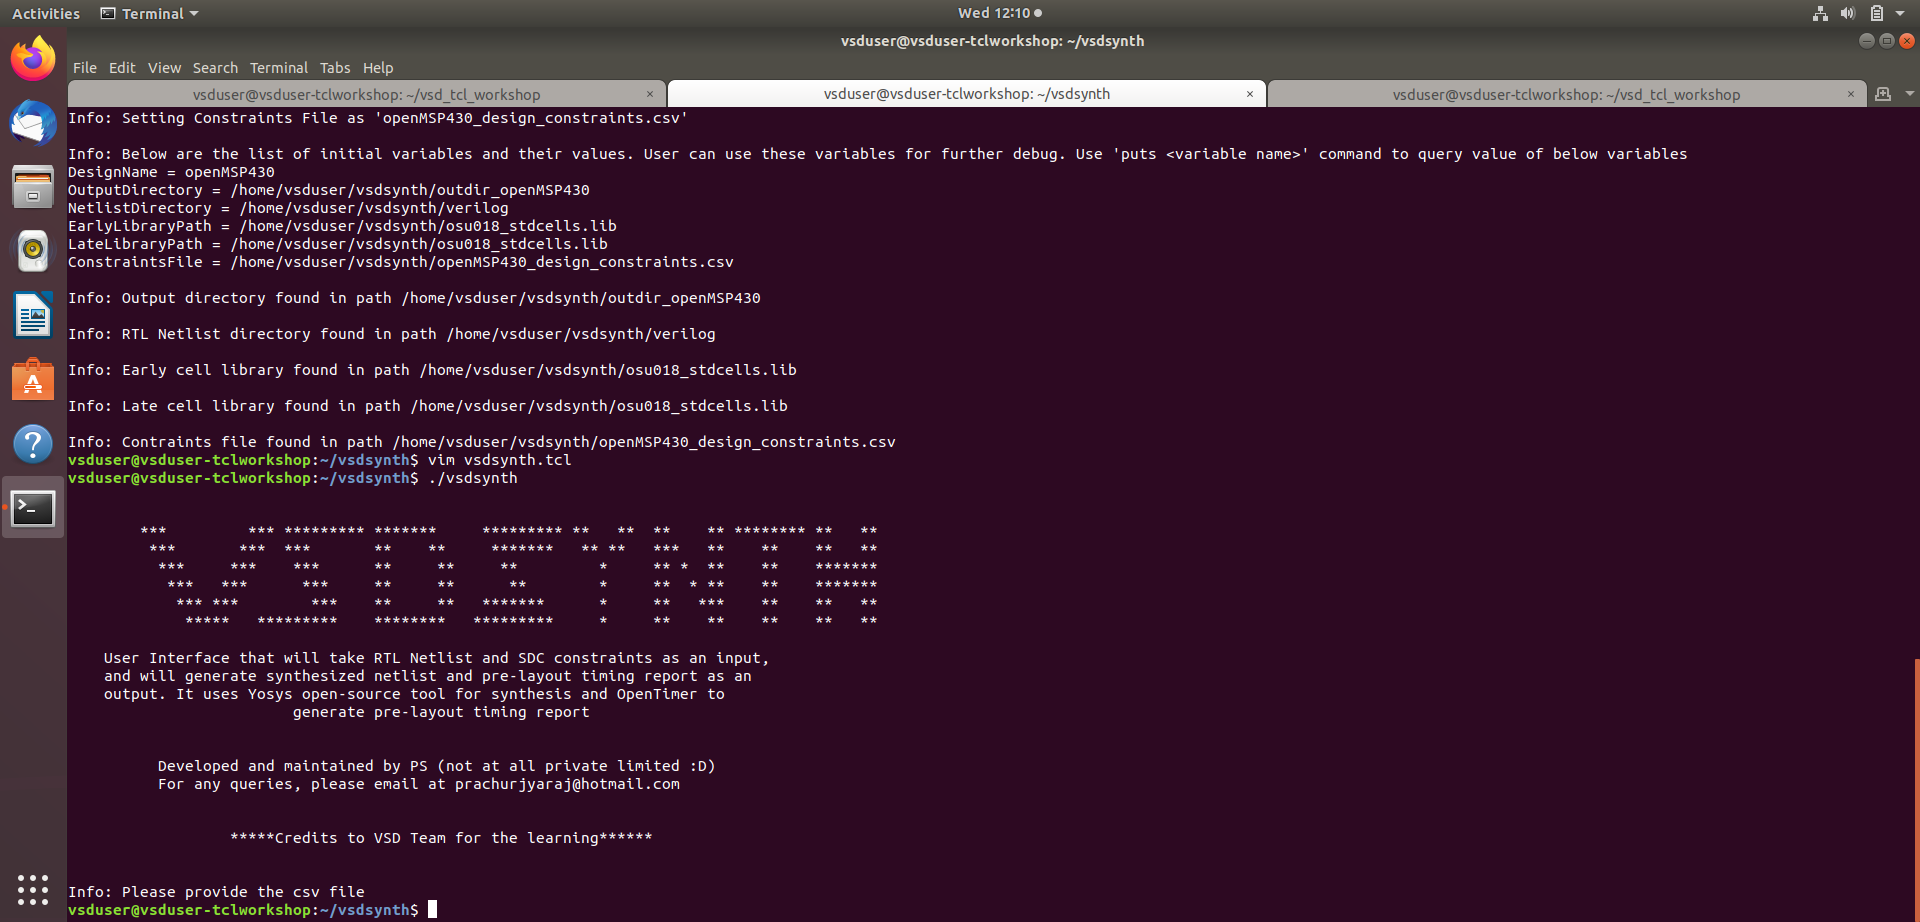 Activities Terminal Wed 12:10
vsduser@vsduser-tclworkshop: ~/vsdsynth
File Edit View Search Terminal Tabs Help
vsduser@vsduser-tclworkshop: ~/vsd_tcl_workshop × vsduser@vsduser-tclworkshop: ~/vsdsynth × vsduser@vsduser-tclworkshop: ~/vsd_tcl_workshop ×
Info: Setting Constraints File as 'openMSP430_design_constraints.csv'
Info: Below are the list of initial variables and their values. User can use these variables for further debug. Use 'puts <variable name>' command to query value of below variables
DesignName = openMSP430
OutputDirectory = /home/vsduser/vsdsynth/outdir_openMSP430
NetlistDirectory = /home/vsduser/vsdsynth/verilog
EarlyLibraryPath = /home/vsduser/vsdsynth/osu018_stdcells.lib
LateLibraryPath = /home/vsduser/vsdsynth/osu018_stdcells.lib
ConstraintsFile = /home/vsduser/vsdsynth/openMSP430_design_constraints.csv
Info: Output directory found in path /home/vsduser/vsdsynth/outdir_openMSP430
Info: RTL Netlist directory found in path /home/vsduser/vsdsynth/verilog
Info: Early cell library found in path /home/vsduser/vsdsynth/osu018_stdcells.lib
Info: Late cell library found in path /home/vsduser/vsdsynth/osu018_stdcells.lib
Info: Contraints file found in path /home/vsduser/vsdsynth/openMSP430_design_constraints.csv
vsduser@vsduser-tclworkshop:~/vsdsynth$ vim vsdsynth.tcl
vsduser@vsduser-tclworkshop:~/vsdsynth$ ./vsdsynth
VSDSYNTH
User Interface that will take RTL Netlist and SDC constraints as an input,
and will generate synthesized netlist and pre-layout timing report as an
output. It uses Yosys open-source tool for synthesis and OpenTimer to
generate pre-layout timing report
Developed and maintained by PS (not at all private limited :D)
For any queries, please email at prachurjyaraj@hotmail.com
*****Credits to VSD Team for the learning******
Info: Please provide the csv file
vsduser@vsduser-tclworkshop:~/vsdsynth$